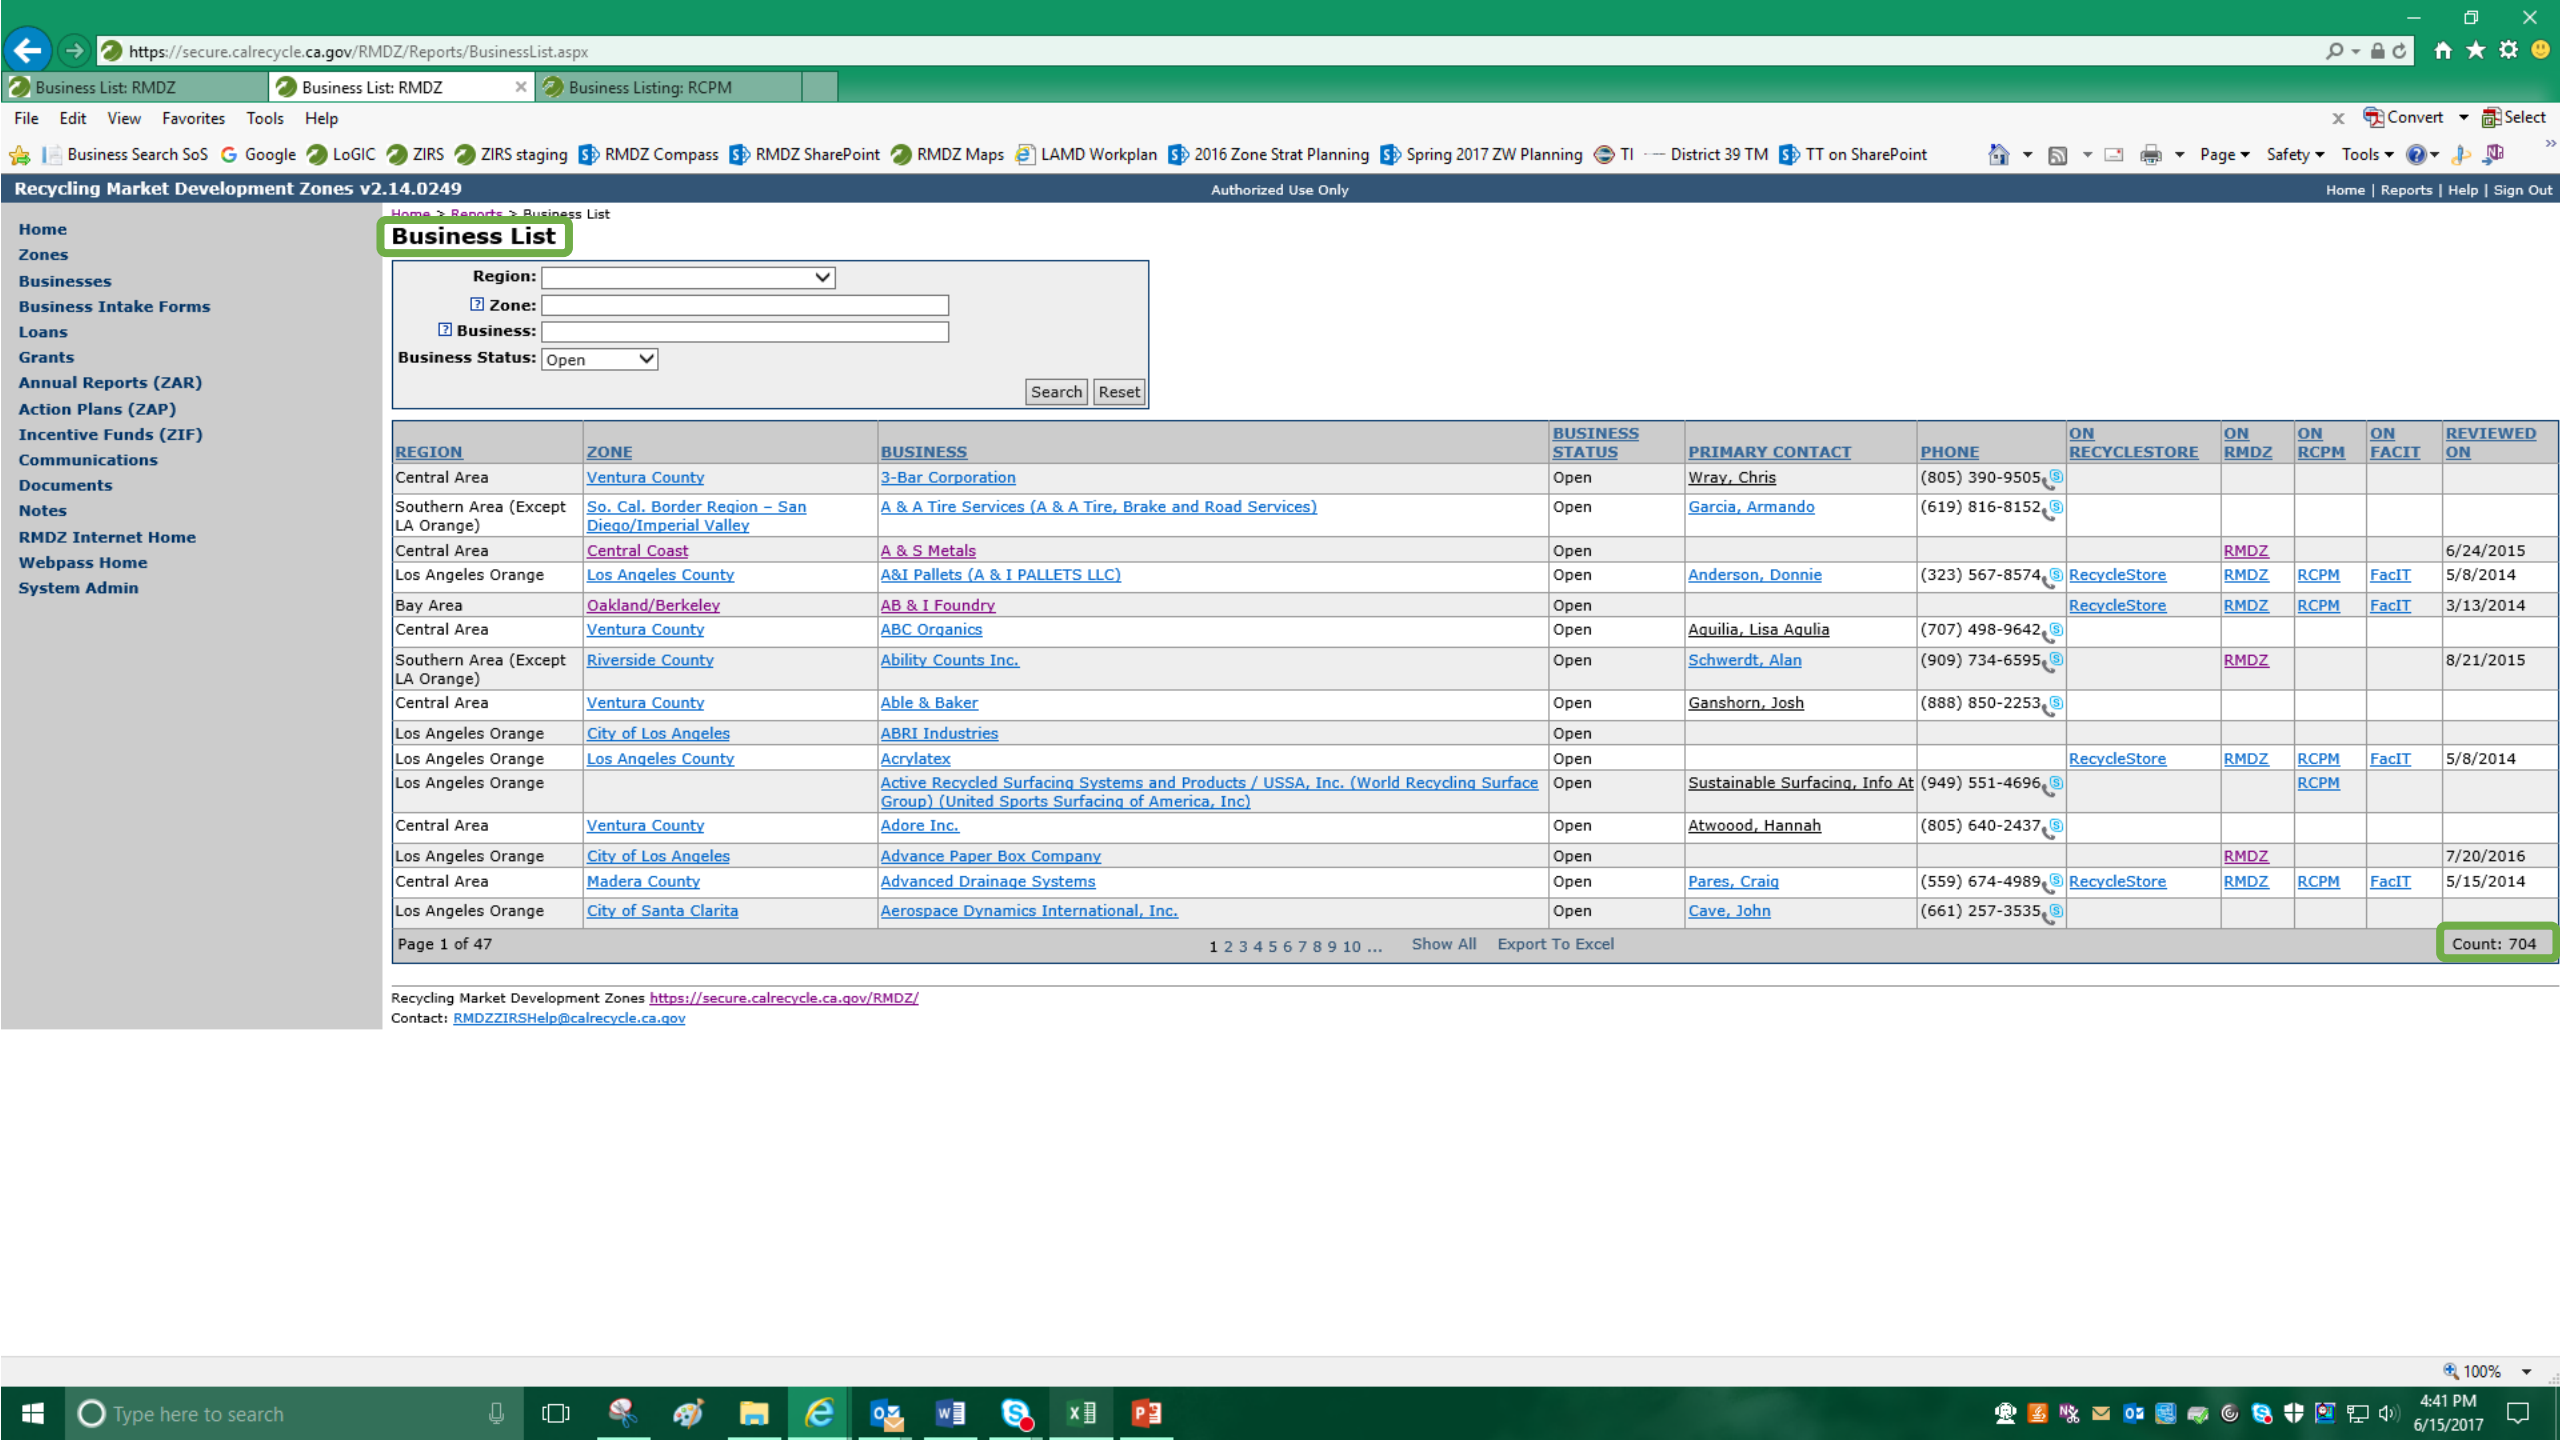 https://secure.calrecycle.ca.gov/RMDZ/Reports/BusinessList.aspx
Business List: RMDZ Business List: RMDZ Business Listing: RCPM
File Edit View Favorites Tools Help Convert Select
Business Search SoS Google LoGIC ZIRS ZIRS staging RMDZ Compass RMDZ SharePoint RMDZ Maps LAMD Workplan 2016 Zone Strat Planning Spring 2017 ZW Planning TI District 39 TM TT on SharePoint Page Safety Tools
Recycling Market Development Zones v2.14.0249 Authorized Use Only Home | Reports | Help | Sign Out
Home
Zones
Businesses
Business Intake Forms
Loans
Grants
Annual Reports (ZAR)
Action Plans (ZAP)
Incentive Funds (ZIF)
Communications
Documents
Notes
RMDZ Internet Home
Webpass Home
System Admin
Home > Reports > Business List
Business List
Region:
Zone:
Business:
Business Status: Open
Search Reset
REGION ZONE BUSINESS BUSINESS STATUS PRIMARY CONTACT PHONE ON RECYCLESTORE ON RMDZ ON RCPM ON FACIT REVIEWED ON
Central Area Ventura County 3-Bar Corporation Open Wray, Chris (805) 390-9505
Southern Area (Except LA Orange) So. Cal. Border Region – San Diego/Imperial Valley A & A Tire Services (A & A Tire, Brake and Road Services) Open Garcia, Armando (619) 816-8152
Central Area Central Coast A & S Metals Open RMDZ 6/24/2015
Los Angeles Orange Los Angeles County A&I Pallets (A & I PALLETS LLC) Open Anderson, Donnie (323) 567-8574 RecycleStore RMDZ RCPM FacIT 5/8/2014
Bay Area Oakland/Berkeley AB & I Foundry Open RecycleStore RMDZ RCPM FacIT 3/13/2014
Central Area Ventura County ABC Organics Open Aquilia, Lisa Agulia (707) 498-9642
Southern Area (Except LA Orange) Riverside County Ability Counts Inc. Open Schwerdt, Alan (909) 734-6595 RMDZ 8/21/2015
Central Area Ventura County Able & Baker Open Ganshorn, Josh (888) 850-2253
Los Angeles Orange City of Los Angeles ABRI Industries Open
Los Angeles Orange Los Angeles County Acrylatex Open RecycleStore RMDZ RCPM FacIT 5/8/2014
Los Angeles Orange Active Recycled Surfacing Systems and Products / USSA, Inc. (World Recycling Surface Group) (United Sports Surfacing of America, Inc) Open Sustainable Surfacing, Info At (949) 551-4696 RCPM
Central Area Ventura County Adore Inc. Open Atwoood, Hannah (805) 640-2437
Los Angeles Orange City of Los Angeles Advance Paper Box Company Open RMDZ 7/20/2016
Central Area Madera County Advanced Drainage Systems Open Pares, Craig (559) 674-4989 RecycleStore RMDZ RCPM FacIT 5/15/2014
Los Angeles Orange City of Santa Clarita Aerospace Dynamics International, Inc. Open Cave, John (661) 257-3535
Page 1 of 47 1 2 3 4 5 6 7 8 9 10 ... Show All Export To Excel Count: 704
Recycling Market Development Zones https://secure.calrecycle.ca.gov/RMDZ/
Contact: RMDZZIRSHelp@calrecycle.ca.gov
100%
Type here to search
4:41 PM
6/15/2017